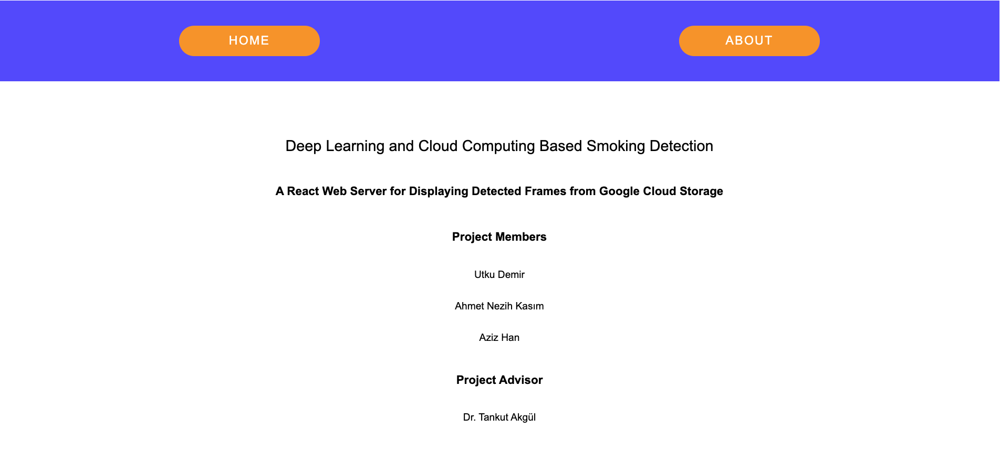 HOME
ABOUT
Deep Learning and Cloud Computing Based Smoking Detection
A React Web Server for Displaying Detected Frames from Google Cloud Storage
Project Members
Utku Demir
Ahmet Nezih Kasım
Aziz Han
Project Advisor
Dr. Tankut Akgül